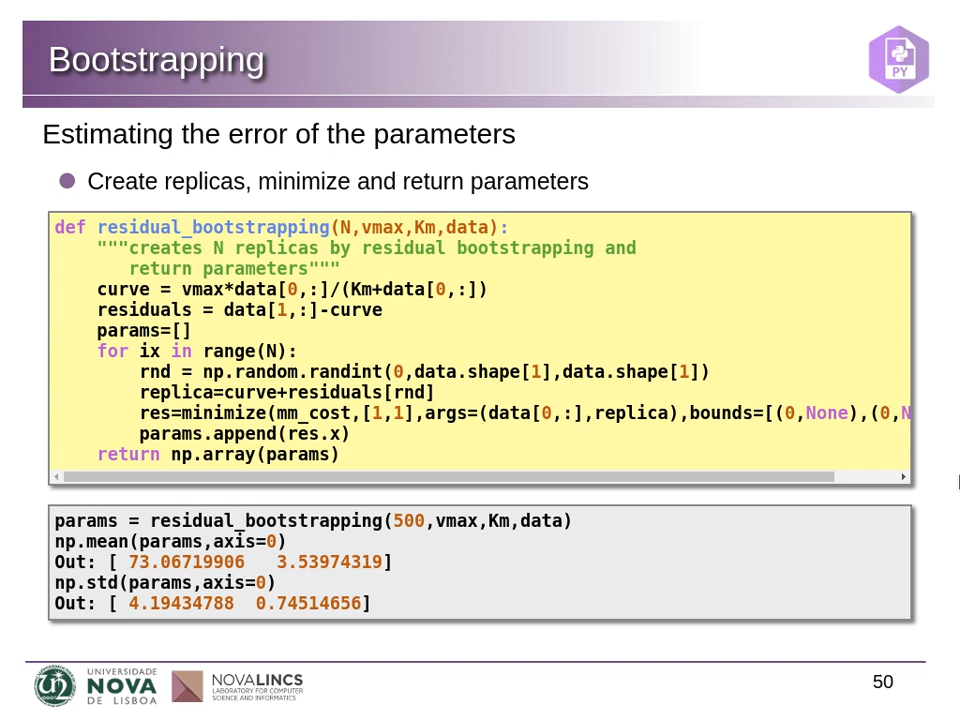 Bootstrapping
PY
Estimating the error of the parameters
Create replicas, minimize and return parameters
def residual_bootstrapping(N,vmax,Km,data):
    """creates N replicas by residual bootstrapping and
       return parameters"""
    curve = vmax*data[0,:]/(Km+data[0,:])
    residuals = data[1,:]-curve
    params=[]
    for ix in range(N):
        rnd = np.random.randint(0,data.shape[1],data.shape[1])
        replica=curve+residuals[rnd]
        res=minimize(mm_cost,[1,1],args=(data[0,:],replica),bounds=[(0,None),(0,N
        params.append(res.x)
    return np.array(params)
params = residual_bootstrapping(500,vmax,Km,data)
np.mean(params,axis=0)
Out: [ 73.06719906   3.53974319]
np.std(params,axis=0)
Out: [ 4.19434788  0.74514656]
UNIVERSIDADE
NOVA
DE LISBOA
NOVALINCS
LABORATORY FOR COMPUTER
SCIENCE AND INFORMATICS
50